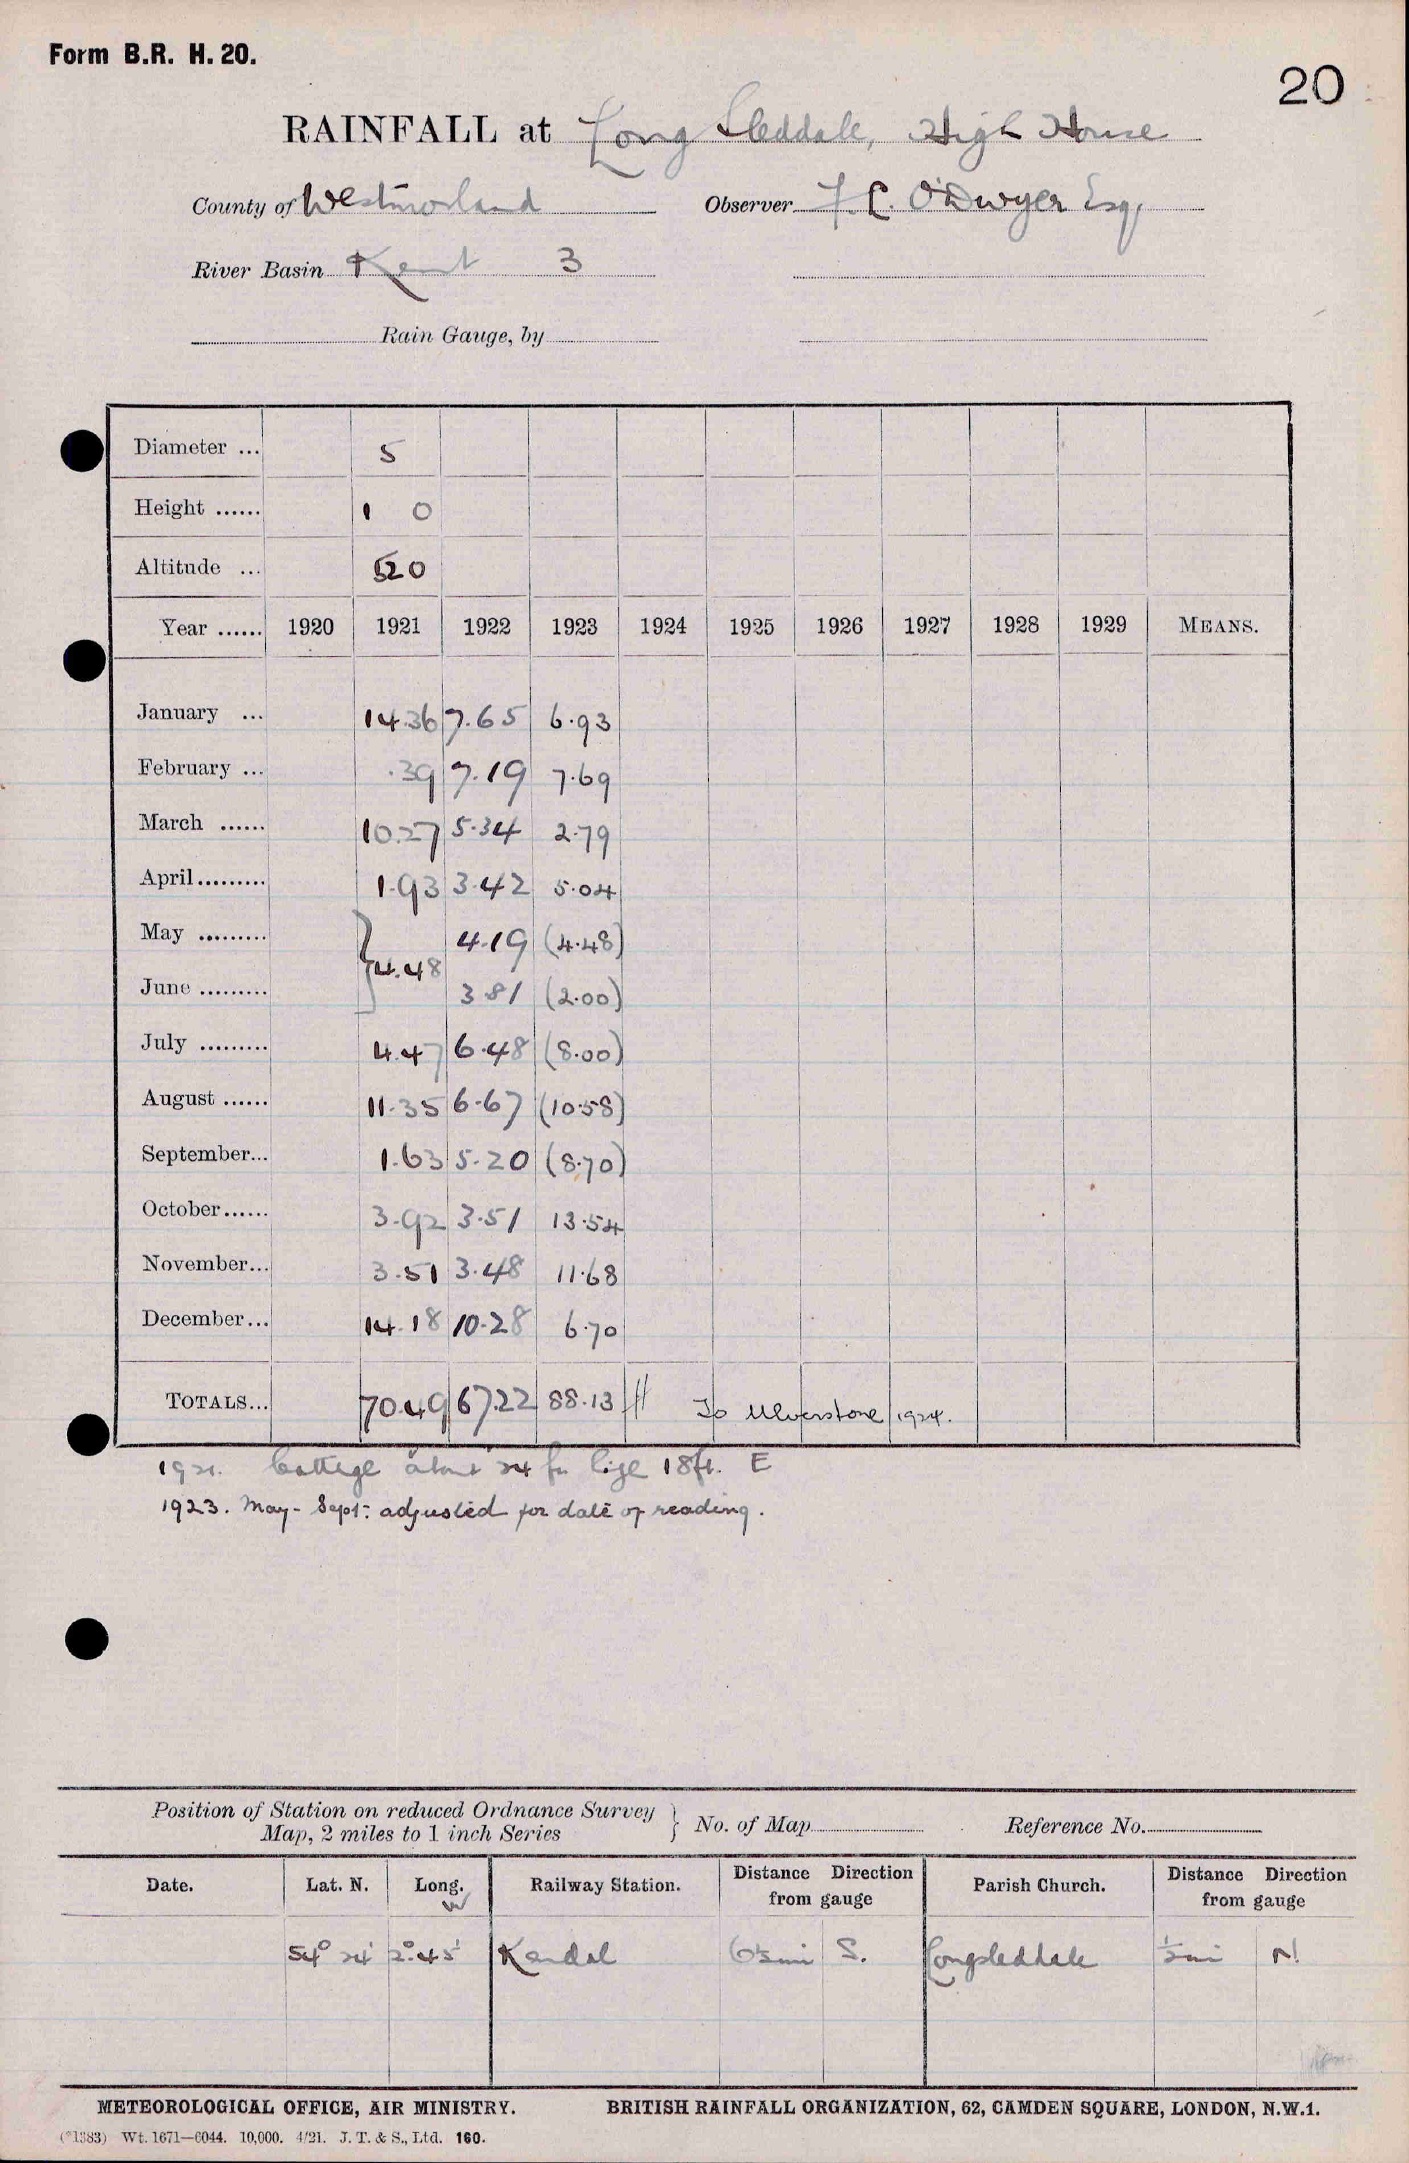 Form B.R. H. 20.
20
RAINFALL at Long Sleddale, High House
County of Westmorland Observer F. C. O'Dwyer Esq,
River Basin Kent 3
Rain Gauge, by
Diameter ... 5
Height ...... 1 0
Altitude ... 520
Year ...... 1920 1921 1922 1923 1924 1925 1926 1927 1928 1929 MEANS.
January ... 14.36 7.65 6.93
February ... .39 7.19 7.69
March ...... 10.27 5.34 2.79
April......... 1.93 3.42 5.04
May ......... 4.19 (4.48)
} 4.48
June ......... 3 81 (2.00)
July ......... 4.47 6.48 (8.00)
August ...... 11.35 6.67 (10.58)
September... 1.63 5.20 (8.70)
October...... 3.92 3.51 13.54
November... 3.51 3.48 11.68
December... 14.18 10.28 6.70
TOTALS... 70.49 67.22 88.13 // To Ulverstone 1924.
1921. Cottage about 24 ft. 18ft. E
1923. May - Sept: adjusted for date of reading.
Position of Station on reduced Ordnance Survey } No. of Map Reference No.
Map, 2 miles to 1 inch Series
Date. Lat. N. Long. W Railway Station. Distance Direction from gauge Parish Church. Distance Direction from gauge
54° 24' 2° 45' Kendal S. Longsleddale ½ mi N
METEOROLOGICAL OFFICE, AIR MINISTRY. BRITISH RAINFALL ORGANIZATION, 62, CAMDEN SQUARE, LONDON, N.W.1.
(*1383) Wt. 1671—6044. 10,000. 4/21. J. T. & S., Ltd. 160.